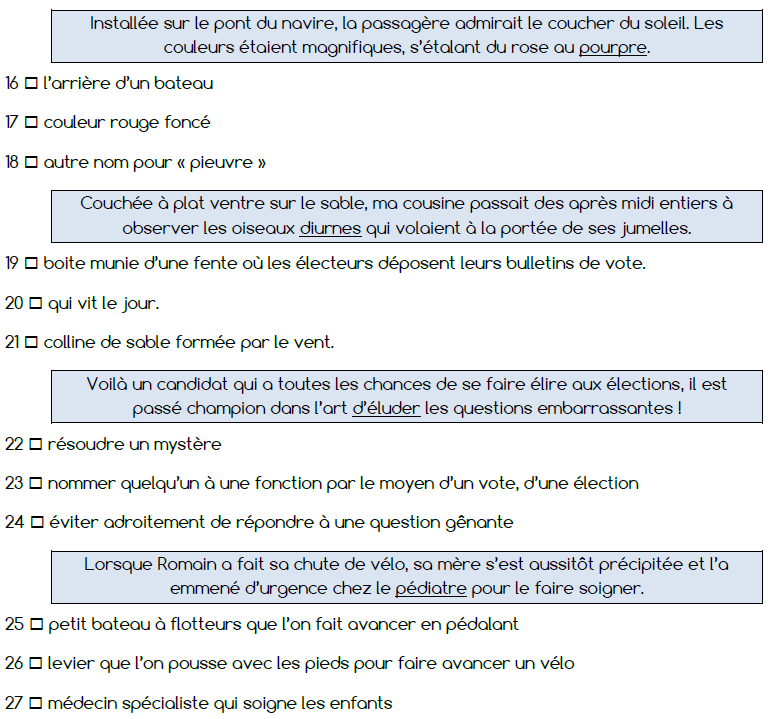 Installée sur le pont du navire, la passagère admirait le coucher du soleil. Les
couleurs étaient magnifiques, s'étalant du rose au pourpre.
16 □ l'arrière d'un bateau
17 □ couleur rouge foncé
18 □ autre nom pour « pieuvre »
Couchée à plat ventre sur le sable, ma cousine passait des après midi entiers à
observer les oiseaux diurnes qui volaient à la portée de ses jumelles.
19 □ boite munie d'une fente où les électeurs déposent leurs bulletins de vote.
20 □ qui vit le jour.
21 □ colline de sable formée par le vent.
Voilà un candidat qui a toutes les chances de se faire élire aux élections, il est
passé champion dans l'art d'éluder les questions embarrassantes !
22 □ résoudre un mystère
23 □ nommer quelqu'un à une fonction par le moyen d'un vote, d'une élection
24 □ éviter adroitement de répondre à une question gênante
Lorsque Romain a fait sa chute de vélo, sa mère s'est aussitôt précipitée et l'a
emmené d'urgence chez le pédiatre pour le faire soigner.
25 □ petit bateau à flotteurs que l'on fait avancer en pédalant
26 □ levier que l'on pousse avec les pieds pour faire avancer un vélo
27 □ médecin spécialiste qui soigne les enfants